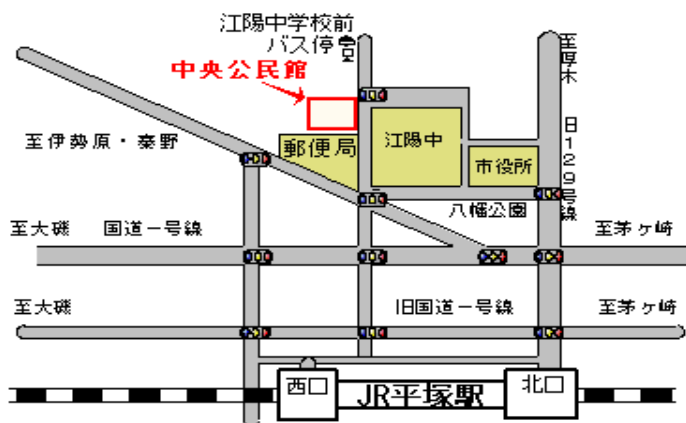 江陽中学校前
バス停
中央公民館
至厚木
旧129号線
至伊勢原・秦野
郵便局
江陽中
市役所
八幡公園
至大磯
国道一号線
至茅ヶ崎
至大磯
旧国道一号線
至茅ヶ崎
西口
JR平塚駅
北口